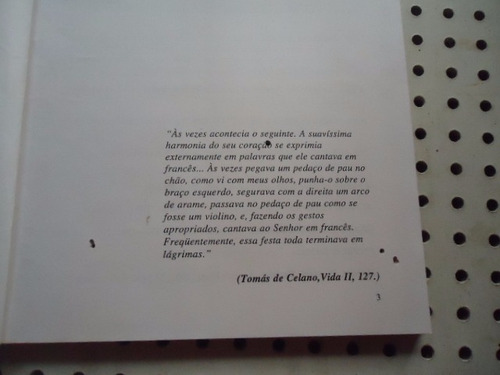 "Às vezes acontecia o seguinte. A suavíssima
harmonia do seu coração se exprimia
externamente em palavras que ele cantava em
francês... Às vezes pegava um pedaço de pau no
chão, como vi com meus olhos, punha-o sobre o
braço esquerdo, segurava com a direita um arco
de arame, passava no pedaço de pau como se
fosse um violino, e, fazendo os gestos
apropriados, cantava ao Senhor em francês.
Freqüentemente, essa festa toda terminava em
lágrimas."
(Tomás de Celano,Vida II, 127.)
3